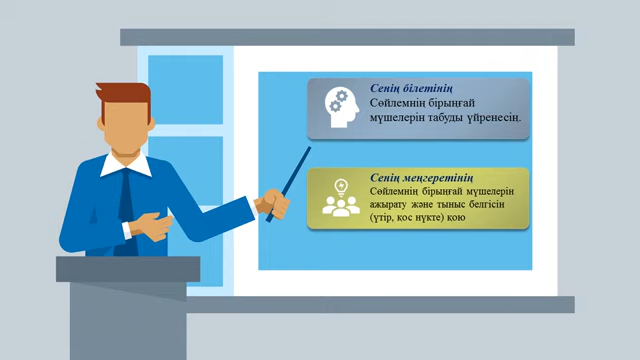 Сенің білетінің
Сөйлемнің бірыңғай
мүшелерін табуды үйренесің.
Сенің меңгеретінің
Сөйлемнің бірыңғай мүшелерін
ажырату және тыныс белгісін
(үтір, қос нүкте) қою